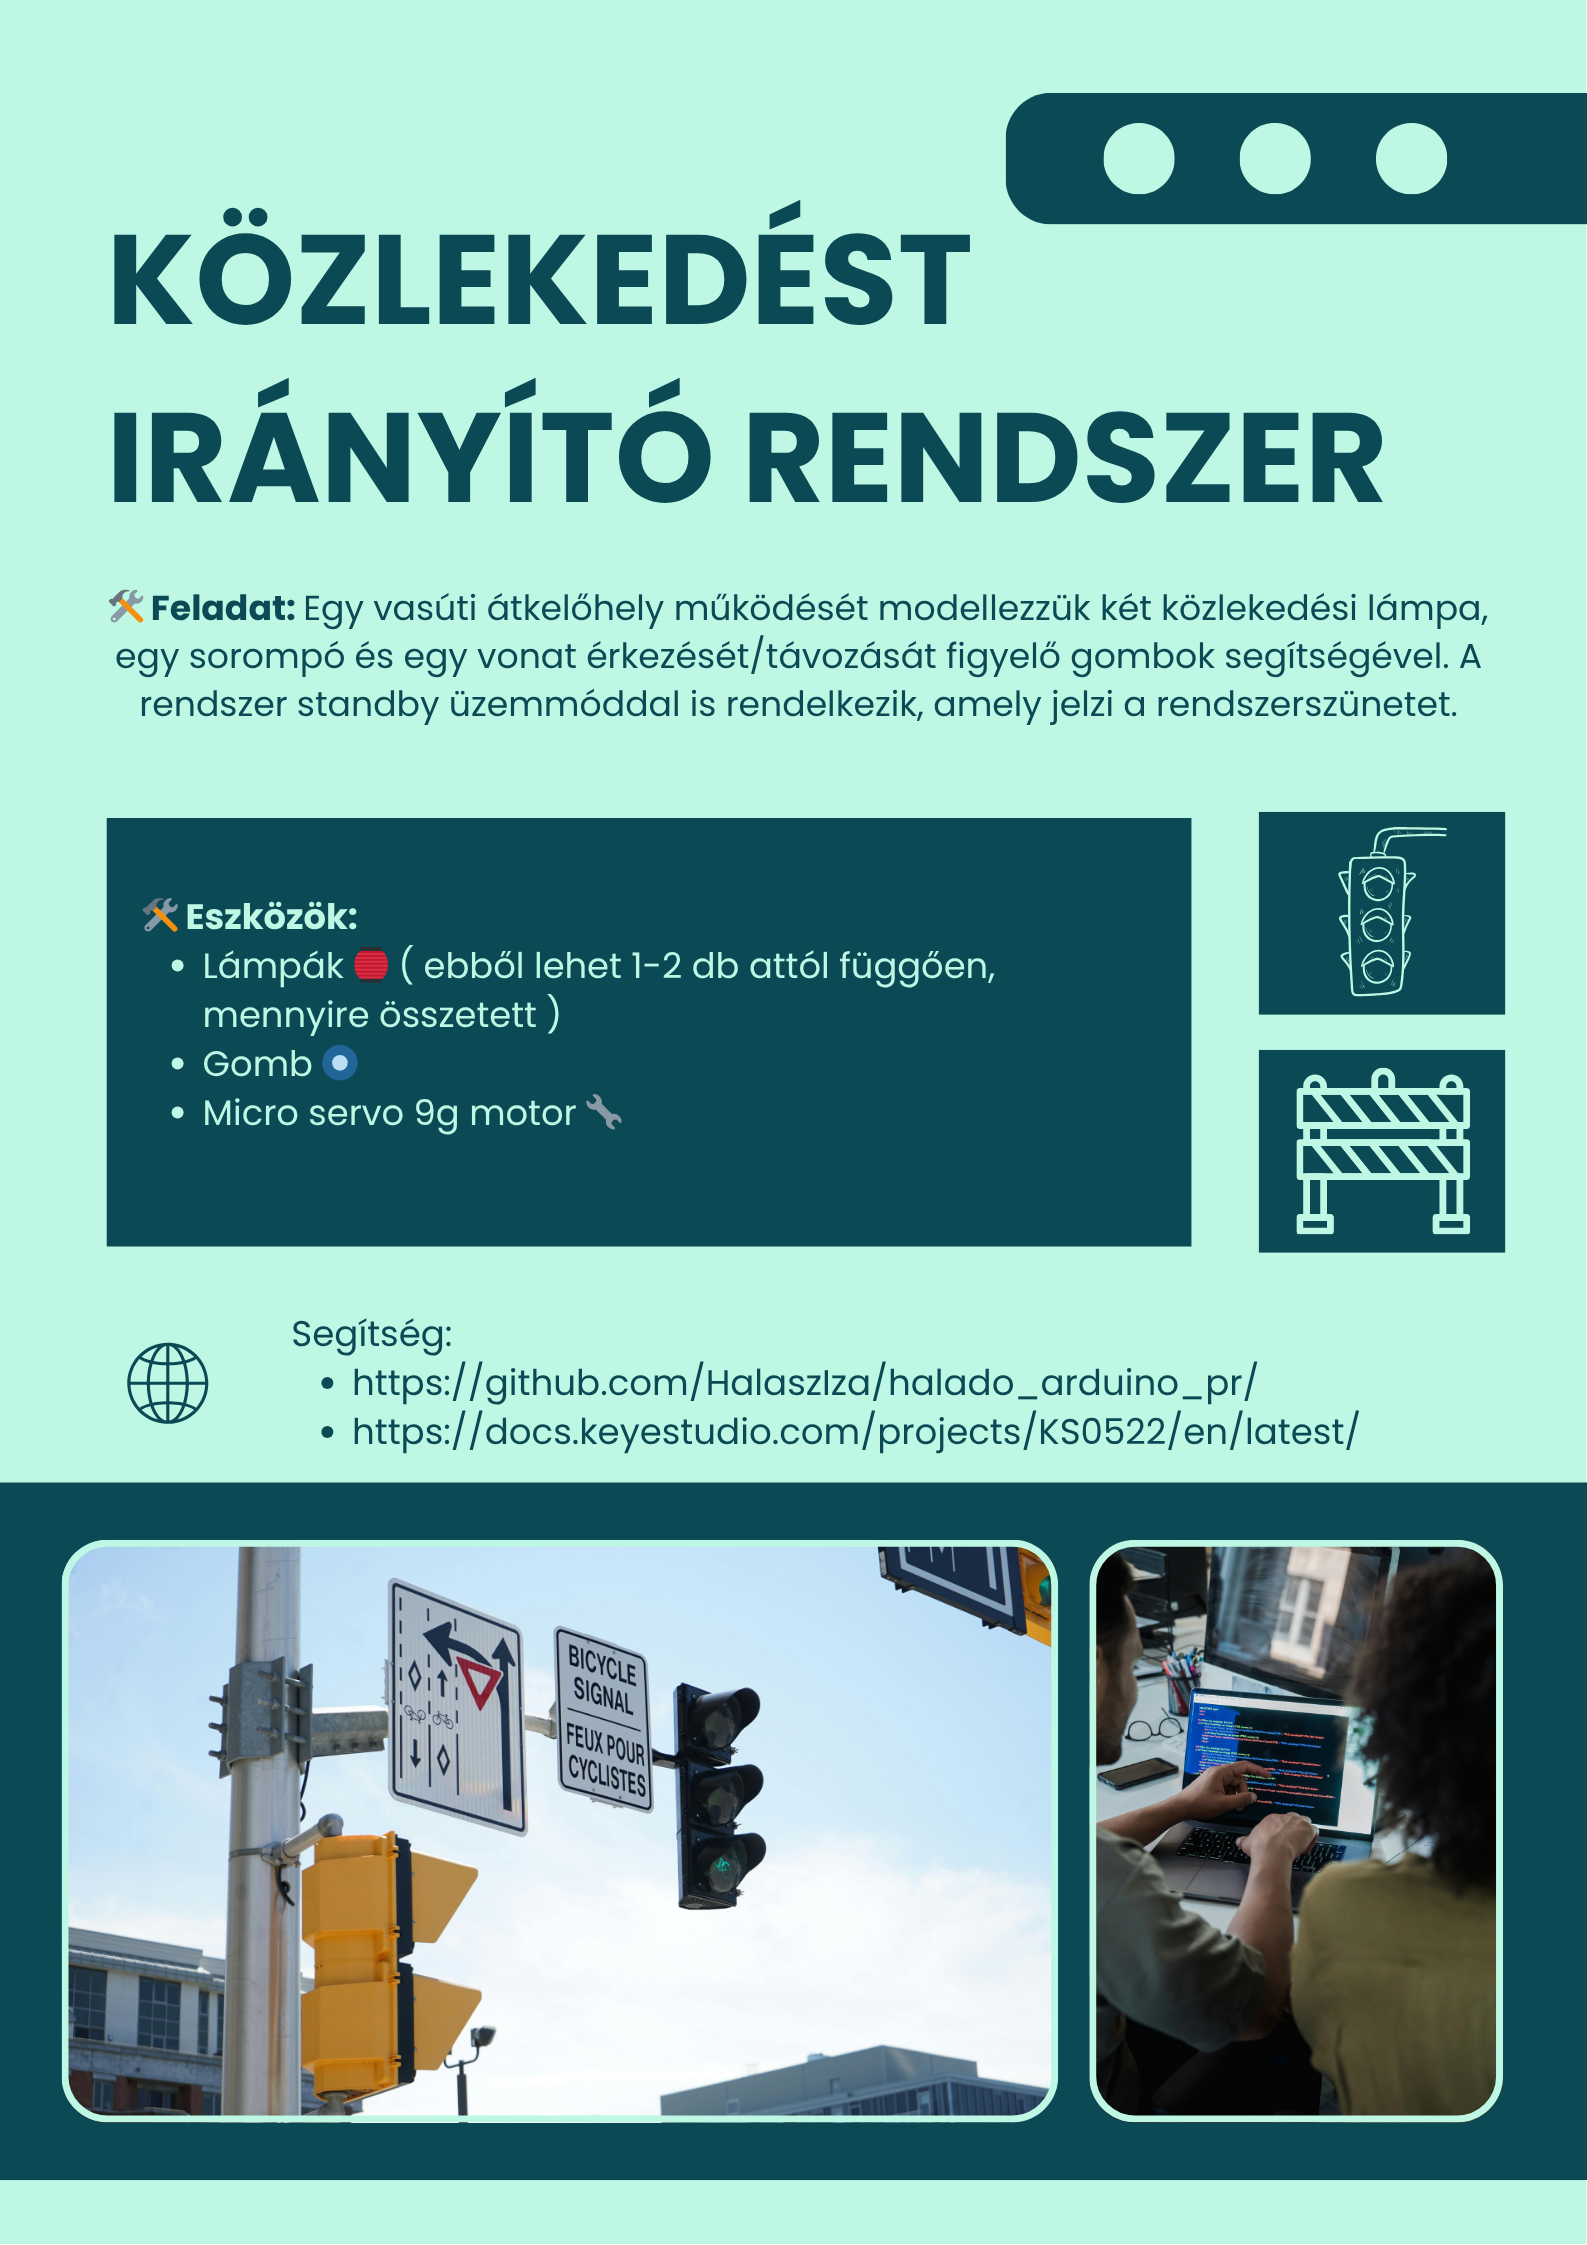 KÖZLEKEDÉST
IRÁNYÍTÓ RENDSZER
🛠️ Feladat: Egy vasúti átkelőhely működését modellezzük két közlekedési lámpa,
egy sorompó és egy vonat érkezését/távozását figyelő gombok segítségével. A
rendszer standby üzemmóddal is rendelkezik, amely jelzi a rendszerszünetet.
🛠️ Eszközök:
• Lámpák 🏮 ( ebből lehet 1-2 db attól függően,
mennyire összetett )
• Gomb
• Micro servo 9g motor 🔧
Segítség:
• https://github.com/HalaszIza/halado_arduino_pr/
• https://docs.keyestudio.com/projects/KS0522/en/latest/
BICYCLE
SIGNAL
FEUX POUR
CYCLISTES